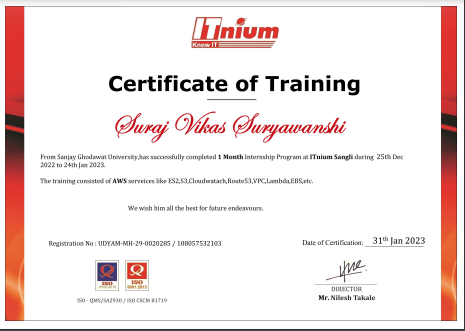 ITnium
Know IT
Certificate of Training
Suraj Vikas Suryawanshi
From Sanjay Ghodawat University,has successfully completed 1 Month Internship Program at ITnium Sangli during 25th Dec
2022 to 24th Jan 2023.
The training consisted of AWS serveices like ES2,S3,Cloudwatach,Route53,VPC,Lambda,EBS,etc.
We wish him all the best for future endeavours.
Registration No : UDYAM-MH-29-0020285 / 108057532103
Date of Certification: 31th Jan 2023
ISO
ISO
9001:2015
DIRECTOR
Mr. Nilesh Takale
ISO - QMS/SA2930 / ISO CSCM B1719